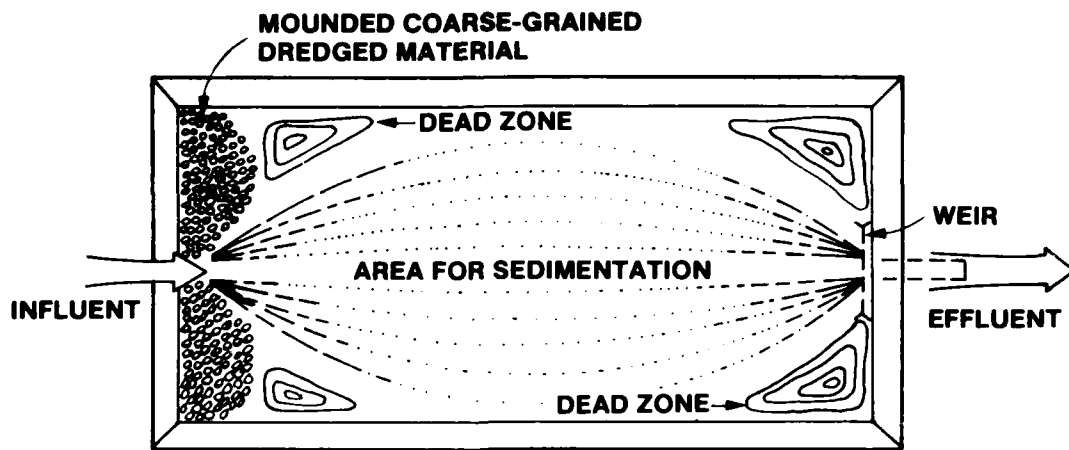 MOUNDED COARSE-GRAINED
DREDGED MATERIAL
DEAD ZONE
WEIR
AREA FOR SEDIMENTATION
INFLUENT
EFFLUENT
DEAD ZONE